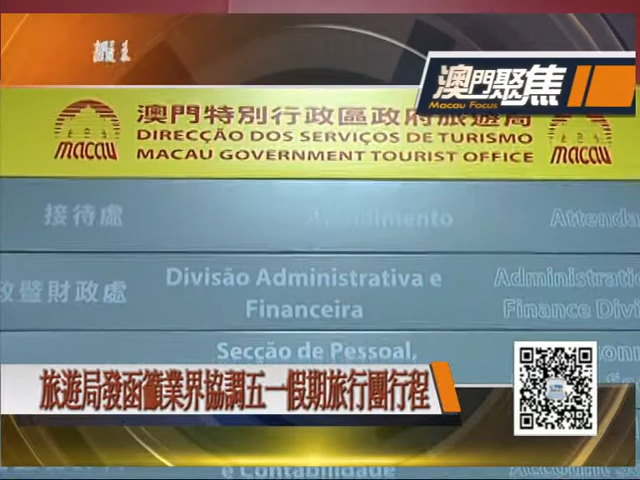 澳門聚焦
Macau Focus
澳門特別行政區政府旅遊局
DIRECÇÃO DOS SERVIÇOS DE TURISMO
MACAU GOVERNMENT TOURIST OFFICE
macau
macau
接待處
Atendimento
Attenda
政暨財政處
Divisão Administrativa e
Financeira
Administratio
Finance Divi
Secção de Pessoal,
旅遊局發函籲業界協調五一假期旅行團行程
e Contabilidade